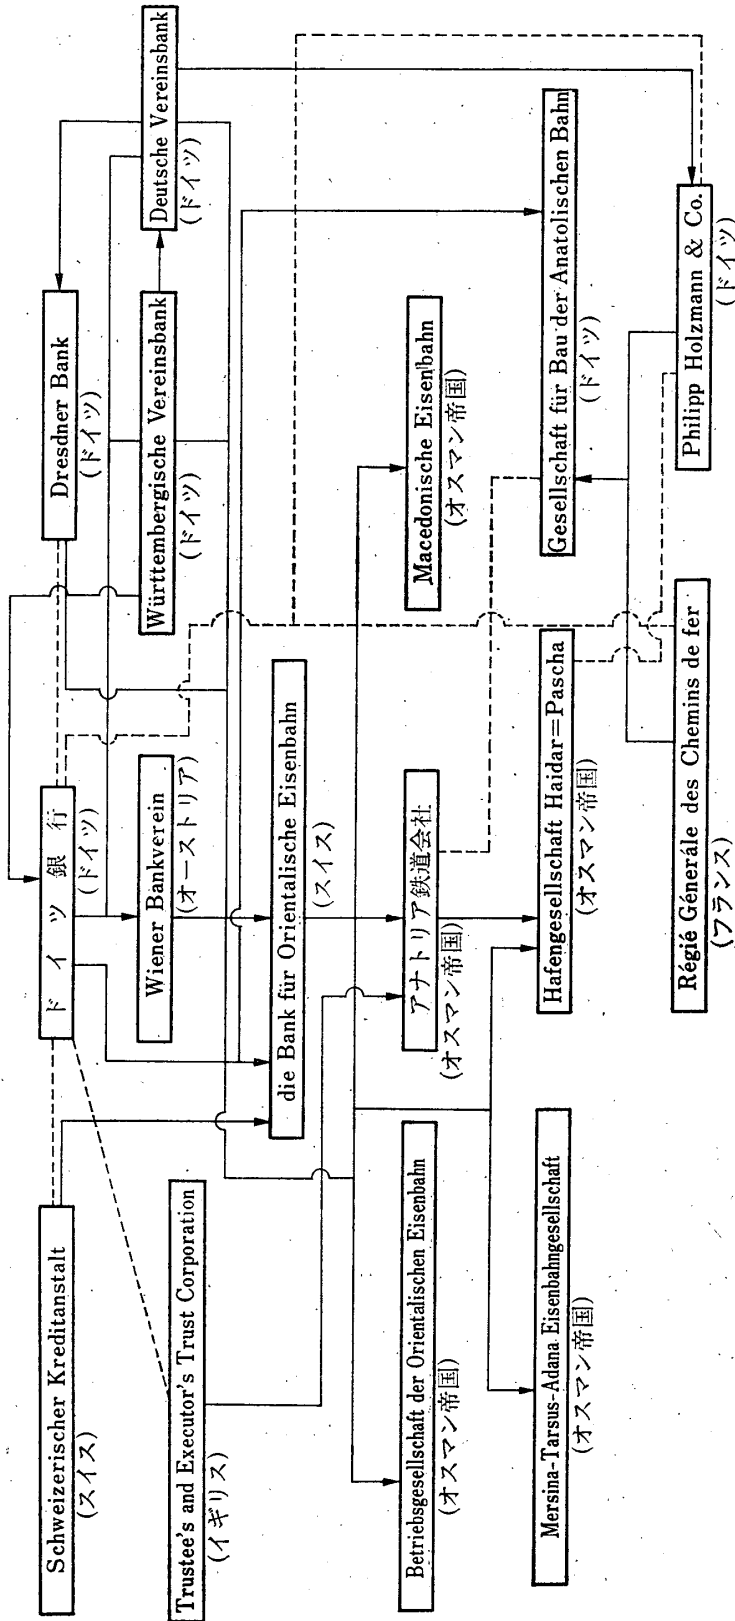 Schweizerischer Kreditanstalt
(スイス)
ドイツ銀行
(ドイツ)
Dresdner Bank
(ドイツ)
Trustee's and Executor's Trust Corporation
(イギリス)
Wiener Bankverein
(オーストリア)
Württembergische Vereinsbank
(ドイツ)
Deutsche Vereinsbank
(ドイツ)
die Bank für Orientalische Eisenbahn
(スイス)
Betriebsgesellschaft der Orientalischen Eisenbahn
(オスマン帝国)
アナトリア鉄道会社
(オスマン帝国)
Macedonische Eisenbahn
(オスマン帝国)
Mersina-Tarsus-Adana Eisenbahngesellschaft
(オスマン帝国)
Hafengesellschaft Haidar=Pascha
(オスマン帝国)
Gesellschaft für Bau der Anatolischen Bahn
(ドイツ)
Régié Génerale des Chemins de fer
(フランス)
Philipp Holzmann & Co.
(ドイツ)